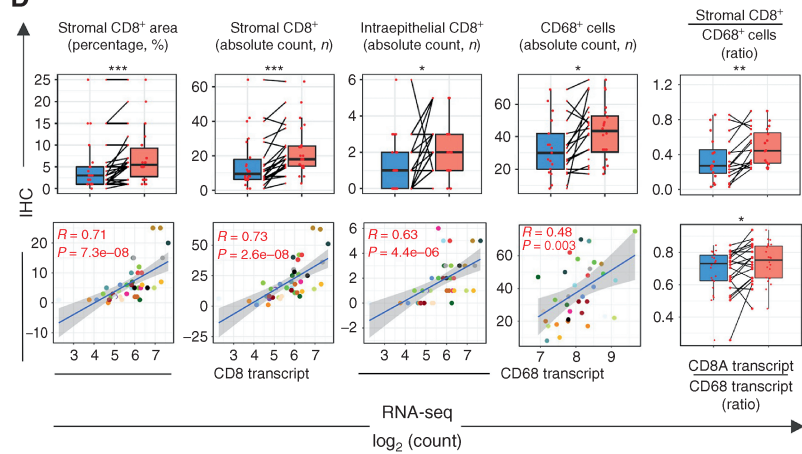 D
Stromal CD8+ area
(percentage, %)
Stromal CD8+
(absolute count, n)
Intraepithelial CD8+
(absolute count, n)
CD68+ cells
(absolute count, n)
Stromal CD8+
CD68+ cells
(ratio)
***
***
*
*
**
25
20
15
10
5
0
60
40
20
0
6
4
2
0
60
40
20
1.2
0.8
0.4
0.0
IHC
R = 0.71
P = 7.3e–08
R = 0.73
P = 2.6e–08
R = 0.63
P = 4.4e–06
R = 0.48
P = 0.003
*
20
10
0
−10
50
25
0
−25
6
4
2
0
−2
60
40
20
0.8
0.6
0.4
3 4 5 6 7
3 4 5 6 7
3 4 5 6 7
7 8 9
CD8 transcript
CD68 transcript
CD8A transcript
CD68 transcript
(ratio)
RNA-seq
log2 (count)